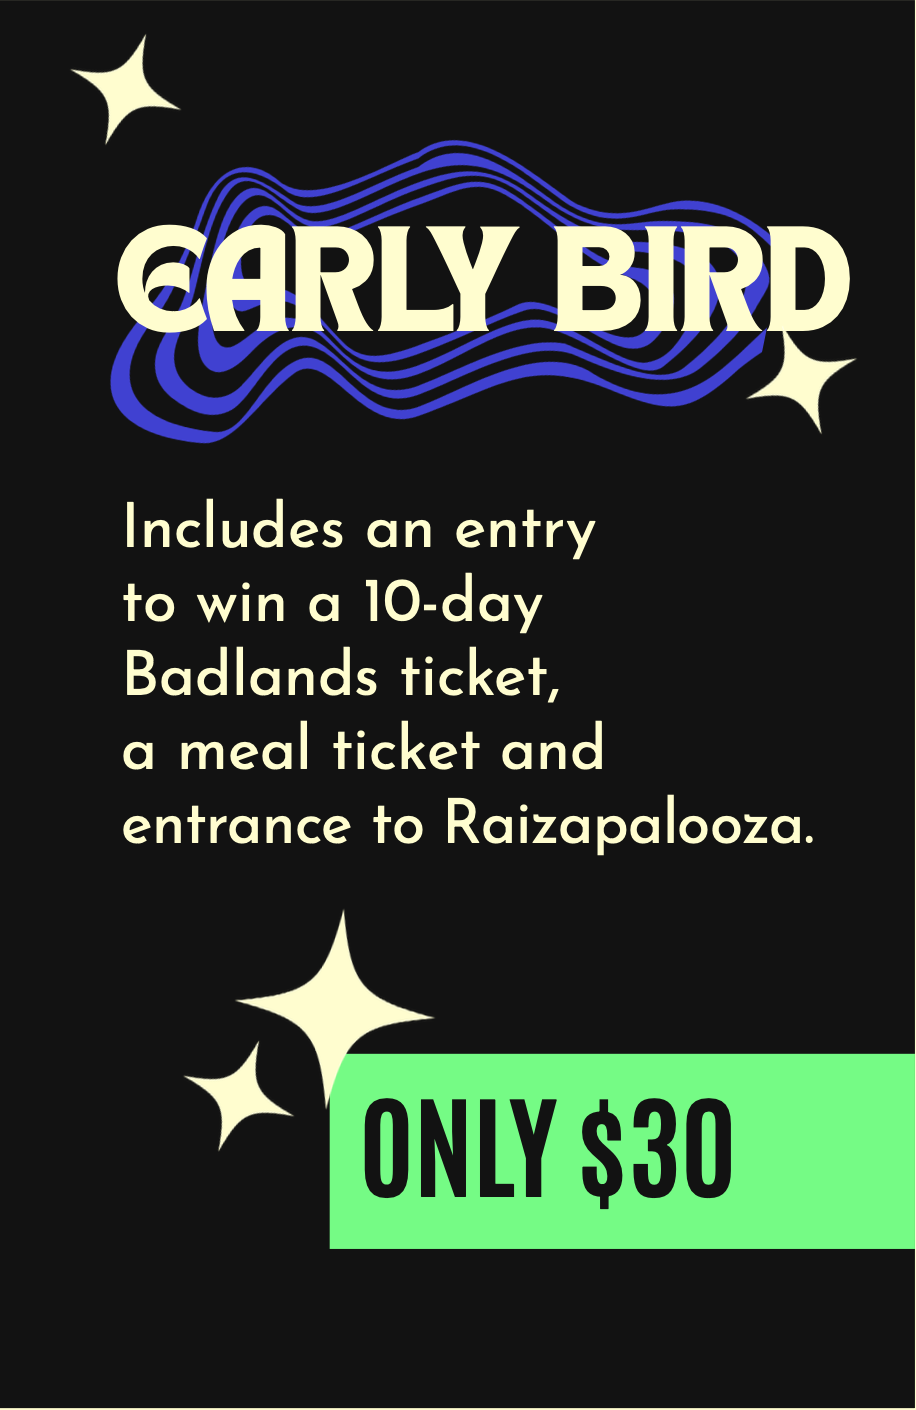 EARLY BIRD
Includes an entry
to win a 10-day
Badlands ticket,
a meal ticket and
entrance to Raizapalooza.
ONLY $30